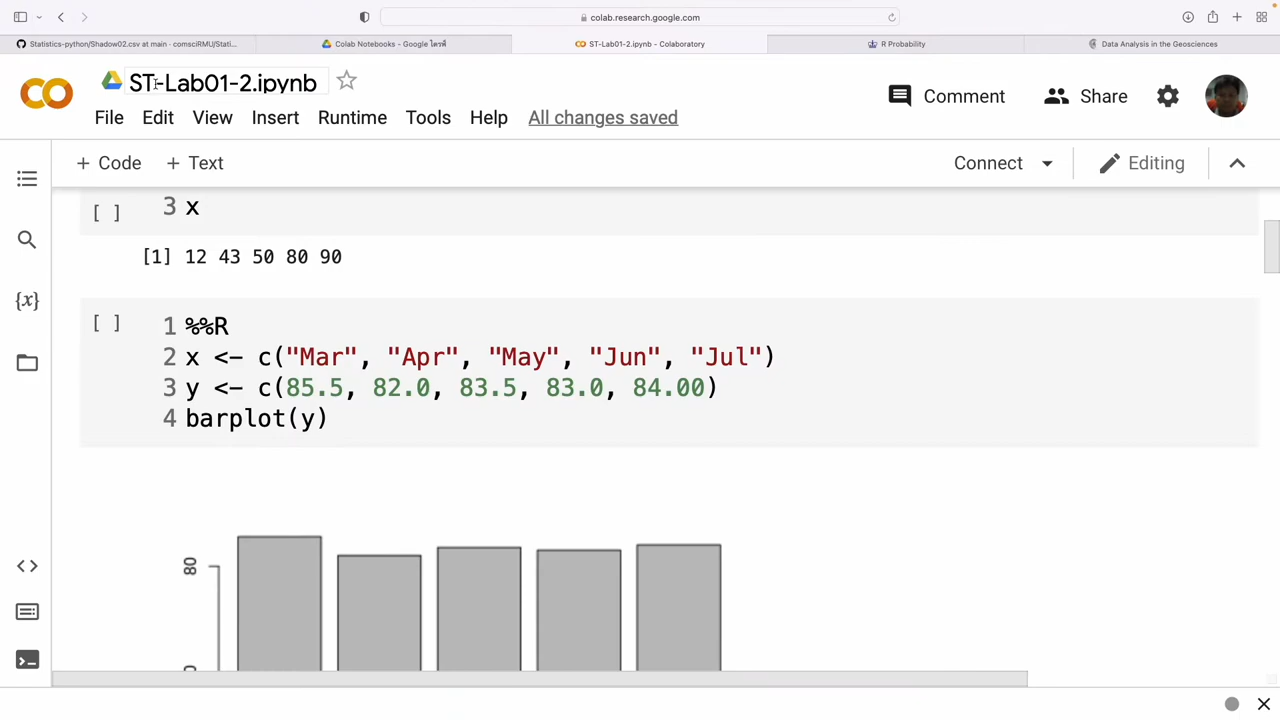 colab.research.google.com
Statistics-python/Shadow02.csv at main · comsciRMU/Stati...
Colab Notebooks - Google ไดรฟ์
ST-Lab01-2.ipynb - Colaboratory
R Probability
Data Analysis in the Geosciences
ST-Lab01-2.ipynb
File Edit View Insert Runtime Tools Help All changes saved
Comment Share
+ Code + Text
Connect Editing
[ ] 3 x
[1] 12 43 50 80 90
[ ] 1 %%R
2 x <- c("Mar", "Apr", "May", "Jun", "Jul")
3 y <- c(85.5, 82.0, 83.5, 83.0, 84.00)
4 barplot(y)
{x}
80